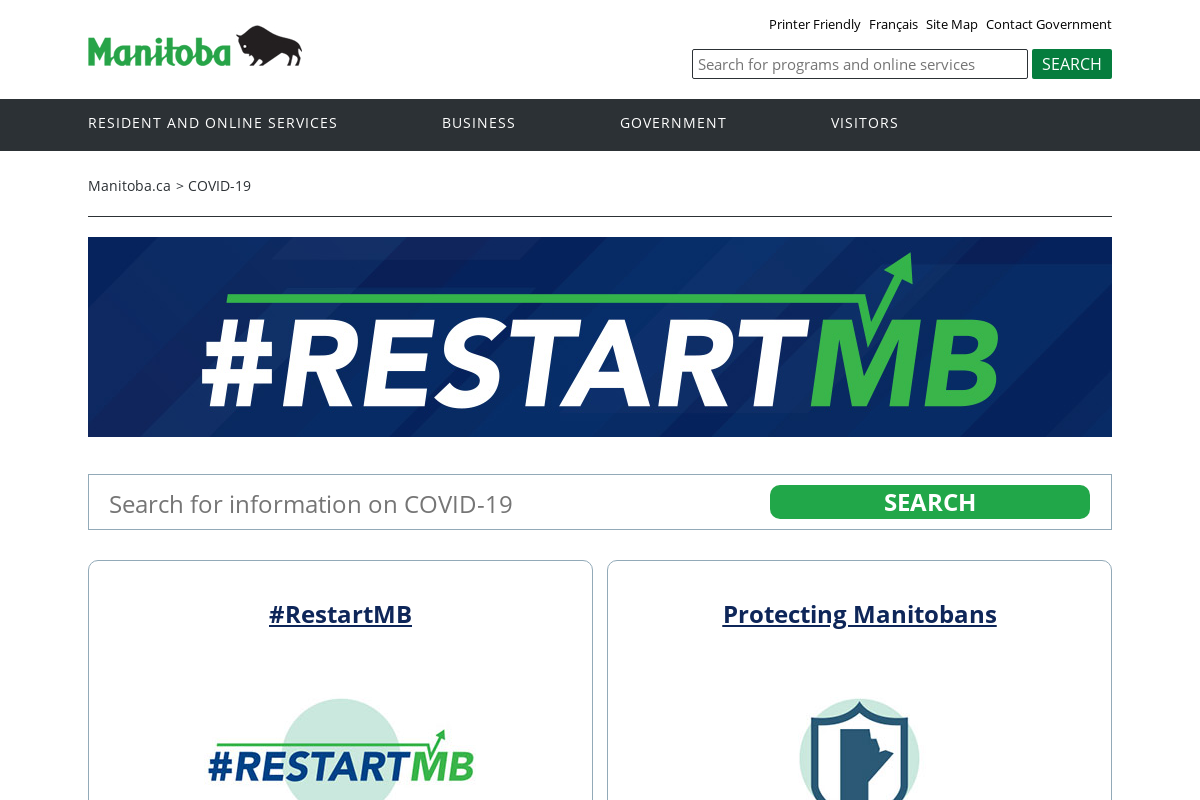 Manitoba
Printer Friendly Français Site Map Contact Government
Search for programs and online services SEARCH
RESIDENT AND ONLINE SERVICES BUSINESS GOVERNMENT VISITORS
Manitoba.ca > COVID-19
#RESTARTMB
Search for information on COVID-19 SEARCH
#RestartMB
Protecting Manitobans
#RESTARTMB